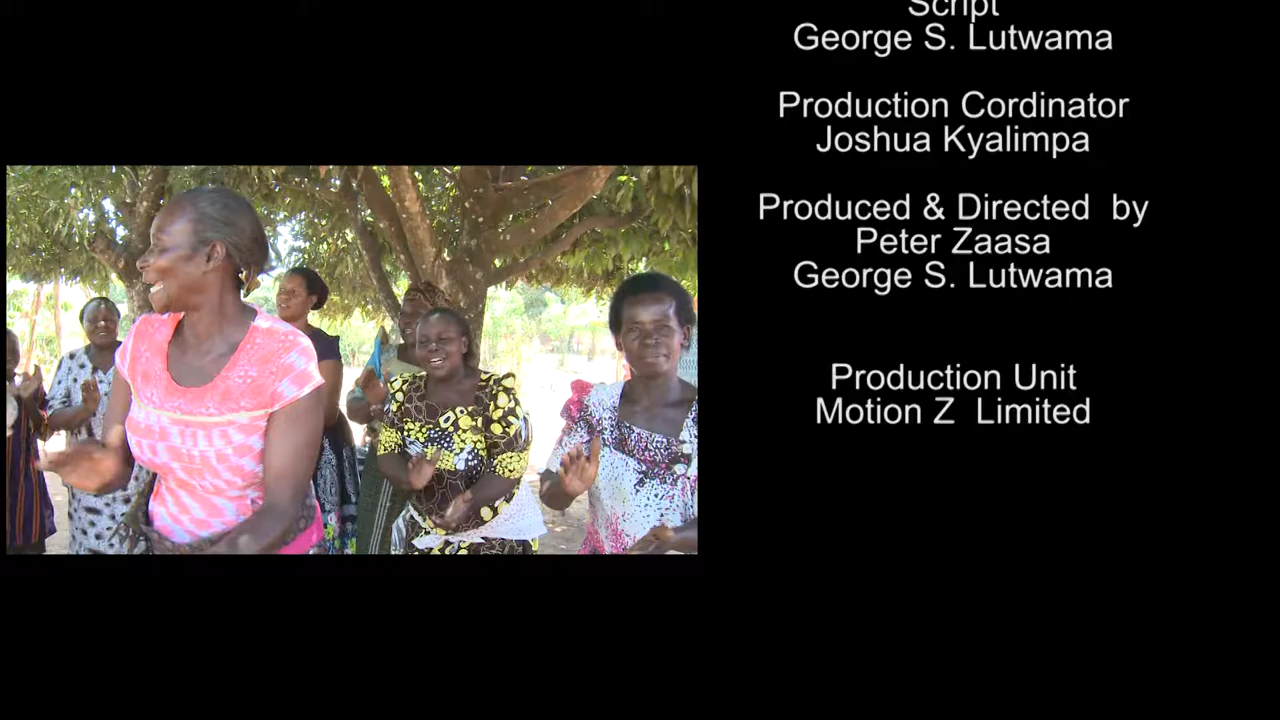 Script
George S. Lutwama
Production Cordinator
Joshua Kyalimpa
Produced & Directed by
Peter Zaasa
George S. Lutwama
Production Unit
Motion Z Limited